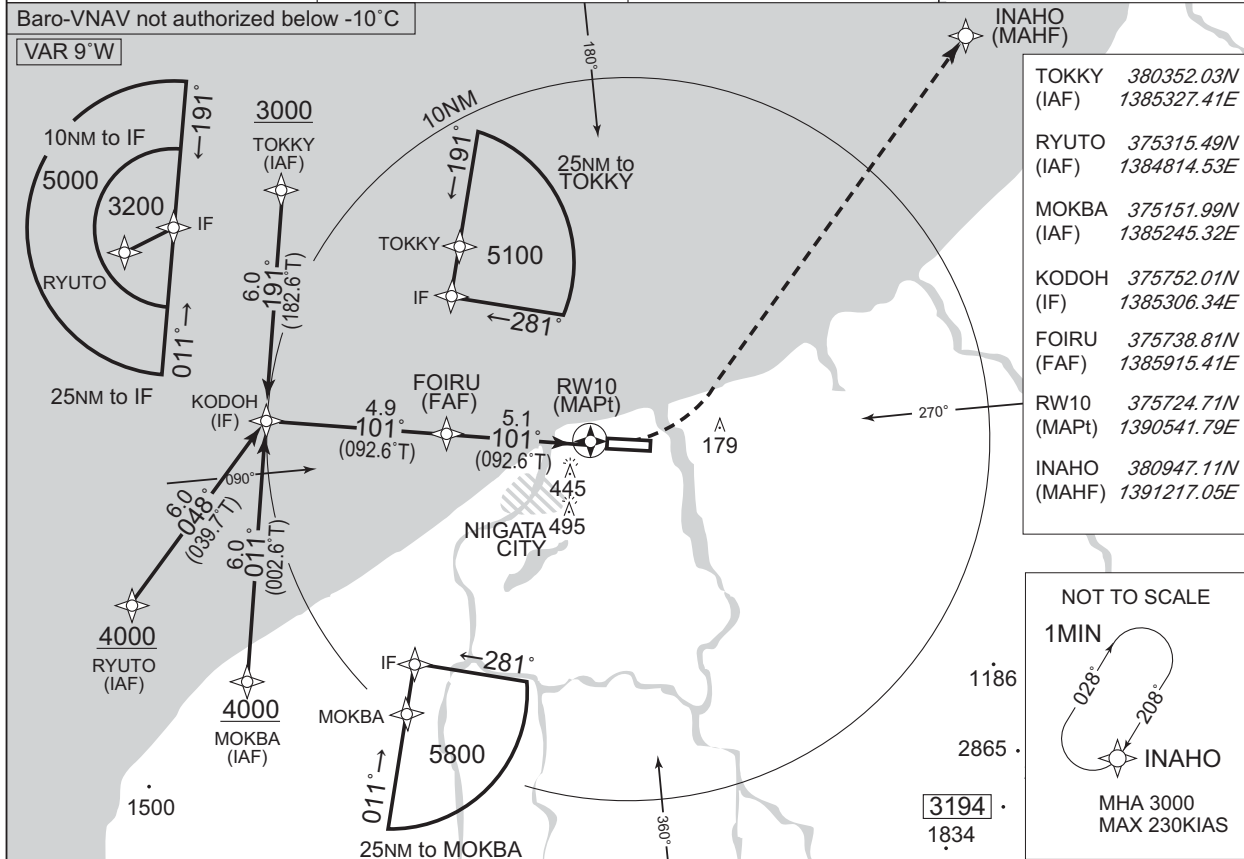 Baro-VNAV not authorized below -10°C
VAR 9°W
INAHO
(MAHF)
180°
10NM
191°
10NM to IF
5000
3200
IF
RYUTO
011°
25NM to IF
3000
TOKKY
(IAF)
6.0
191°
(182.6°T)
191°
25NM to
TOKKY
TOKKY
5100
IF
281°
KODOH
(IF)
4.9
101°
(092.6°T)
FOIRU
(FAF)
5.1
101°
(092.6°T)
RW10
(MAPt)
179
445
495
NIIGATA
CITY
270°
090°
6.0
048°
(039.7°T)
6.0
011°
(002.6°T)
4000
RYUTO
(IAF)
4000
MOKBA
(IAF)
IF
281°
MOKBA
5800
011°
25NM to MOKBA
1500
360°
1186
2865
3194
1834
TOKKY 380352.03N
(IAF) 1385327.41E
RYUTO 375315.49N
(IAF) 1384814.53E
MOKBA 375151.99N
(IAF) 1385245.32E
KODOH 375752.01N
(IF) 1385306.34E
FOIRU 375738.81N
(FAF) 1385915.41E
RW10 375724.71N
(MAPt) 1390541.79E
INAHO 380947.11N
(MAHF) 1391217.05E
NOT TO SCALE
1MIN
028°
208°
INAHO
MHA 3000
MAX 230KIAS